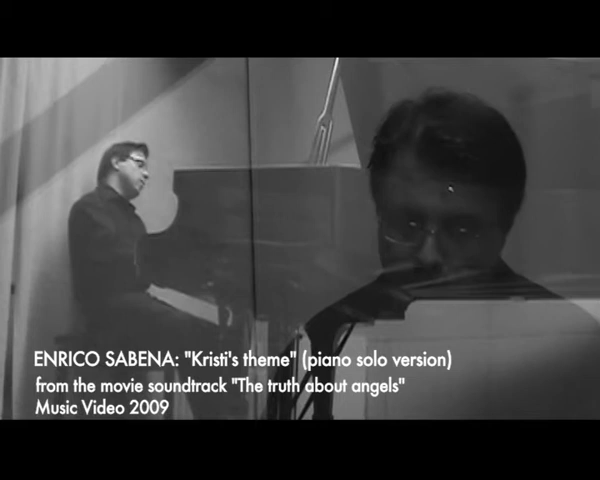 ENRICO SABENA: "Kristi's theme" (piano solo version)
from the movie soundtrack "The truth about angels"
Music Video 2009